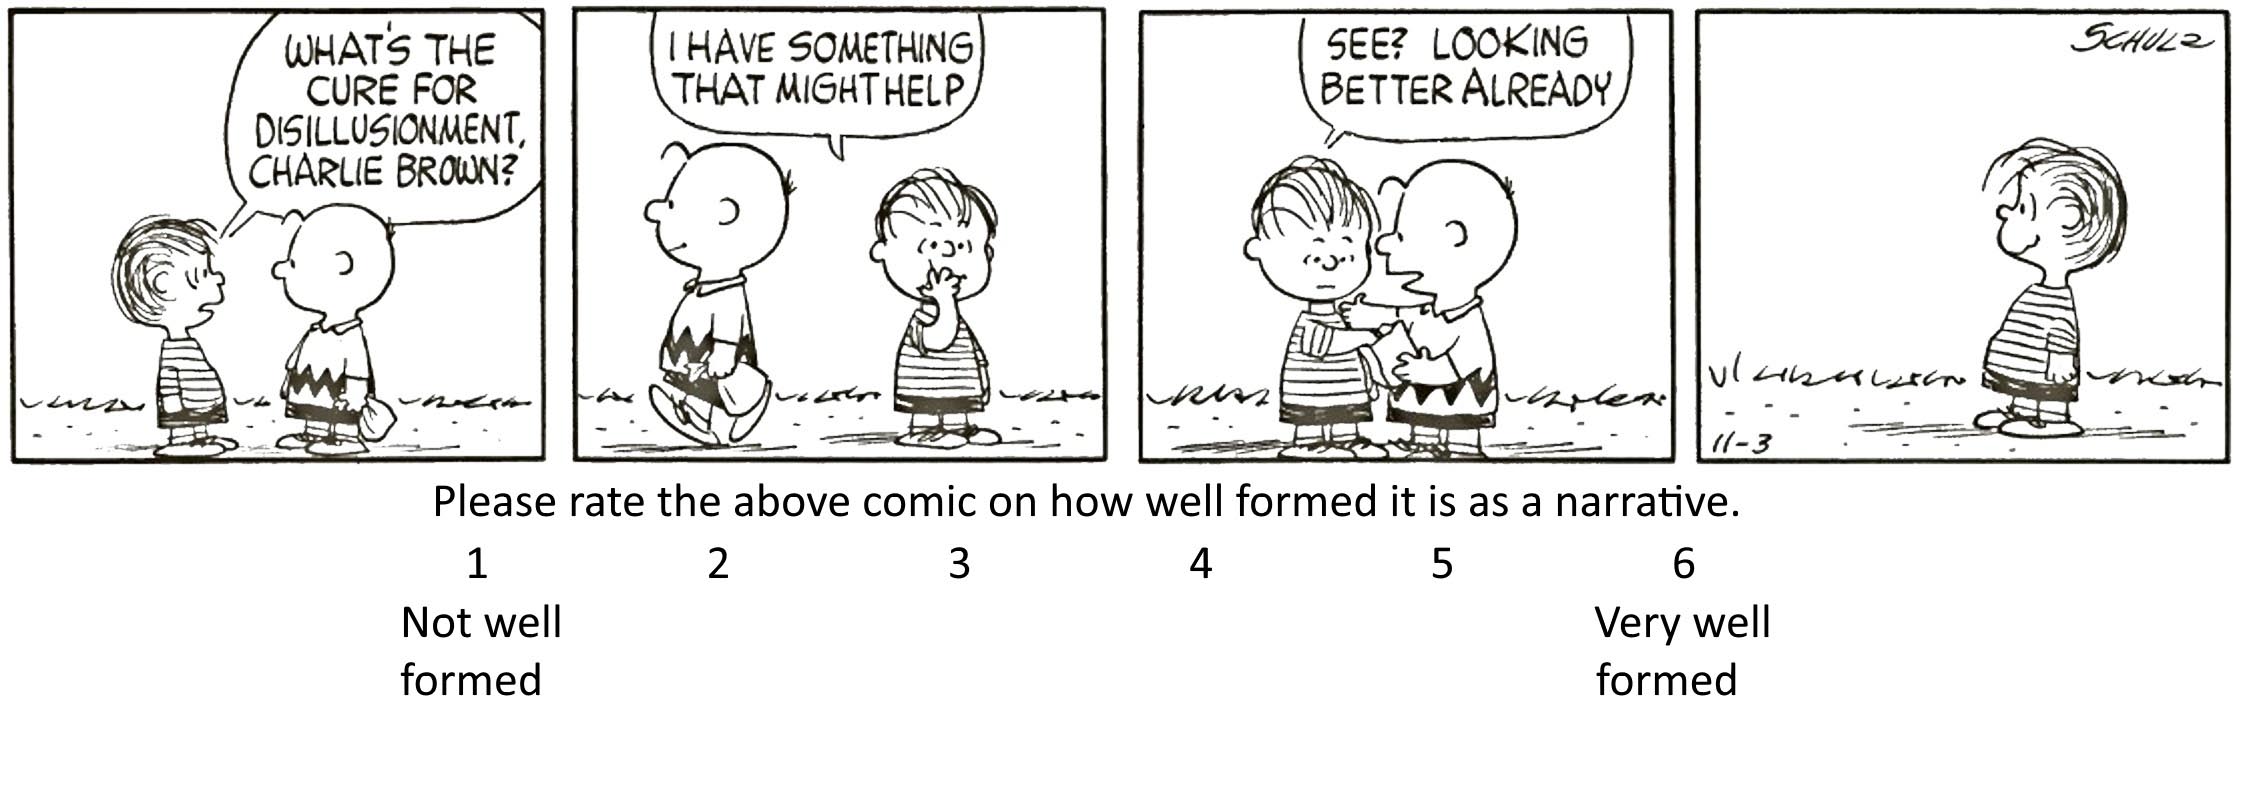 WHAT'S THE
CURE FOR
DISILLUSIONMENT,
CHARLIE BROWN?
I HAVE SOMETHING
THAT MIGHT HELP
SEE? LOOKING
BETTER ALREADY
SCHULZ
11-3
Please rate the above comic on how well formed it is as a narrative.
1 2 3 4 5 6
Not well
formed
Very well
formed